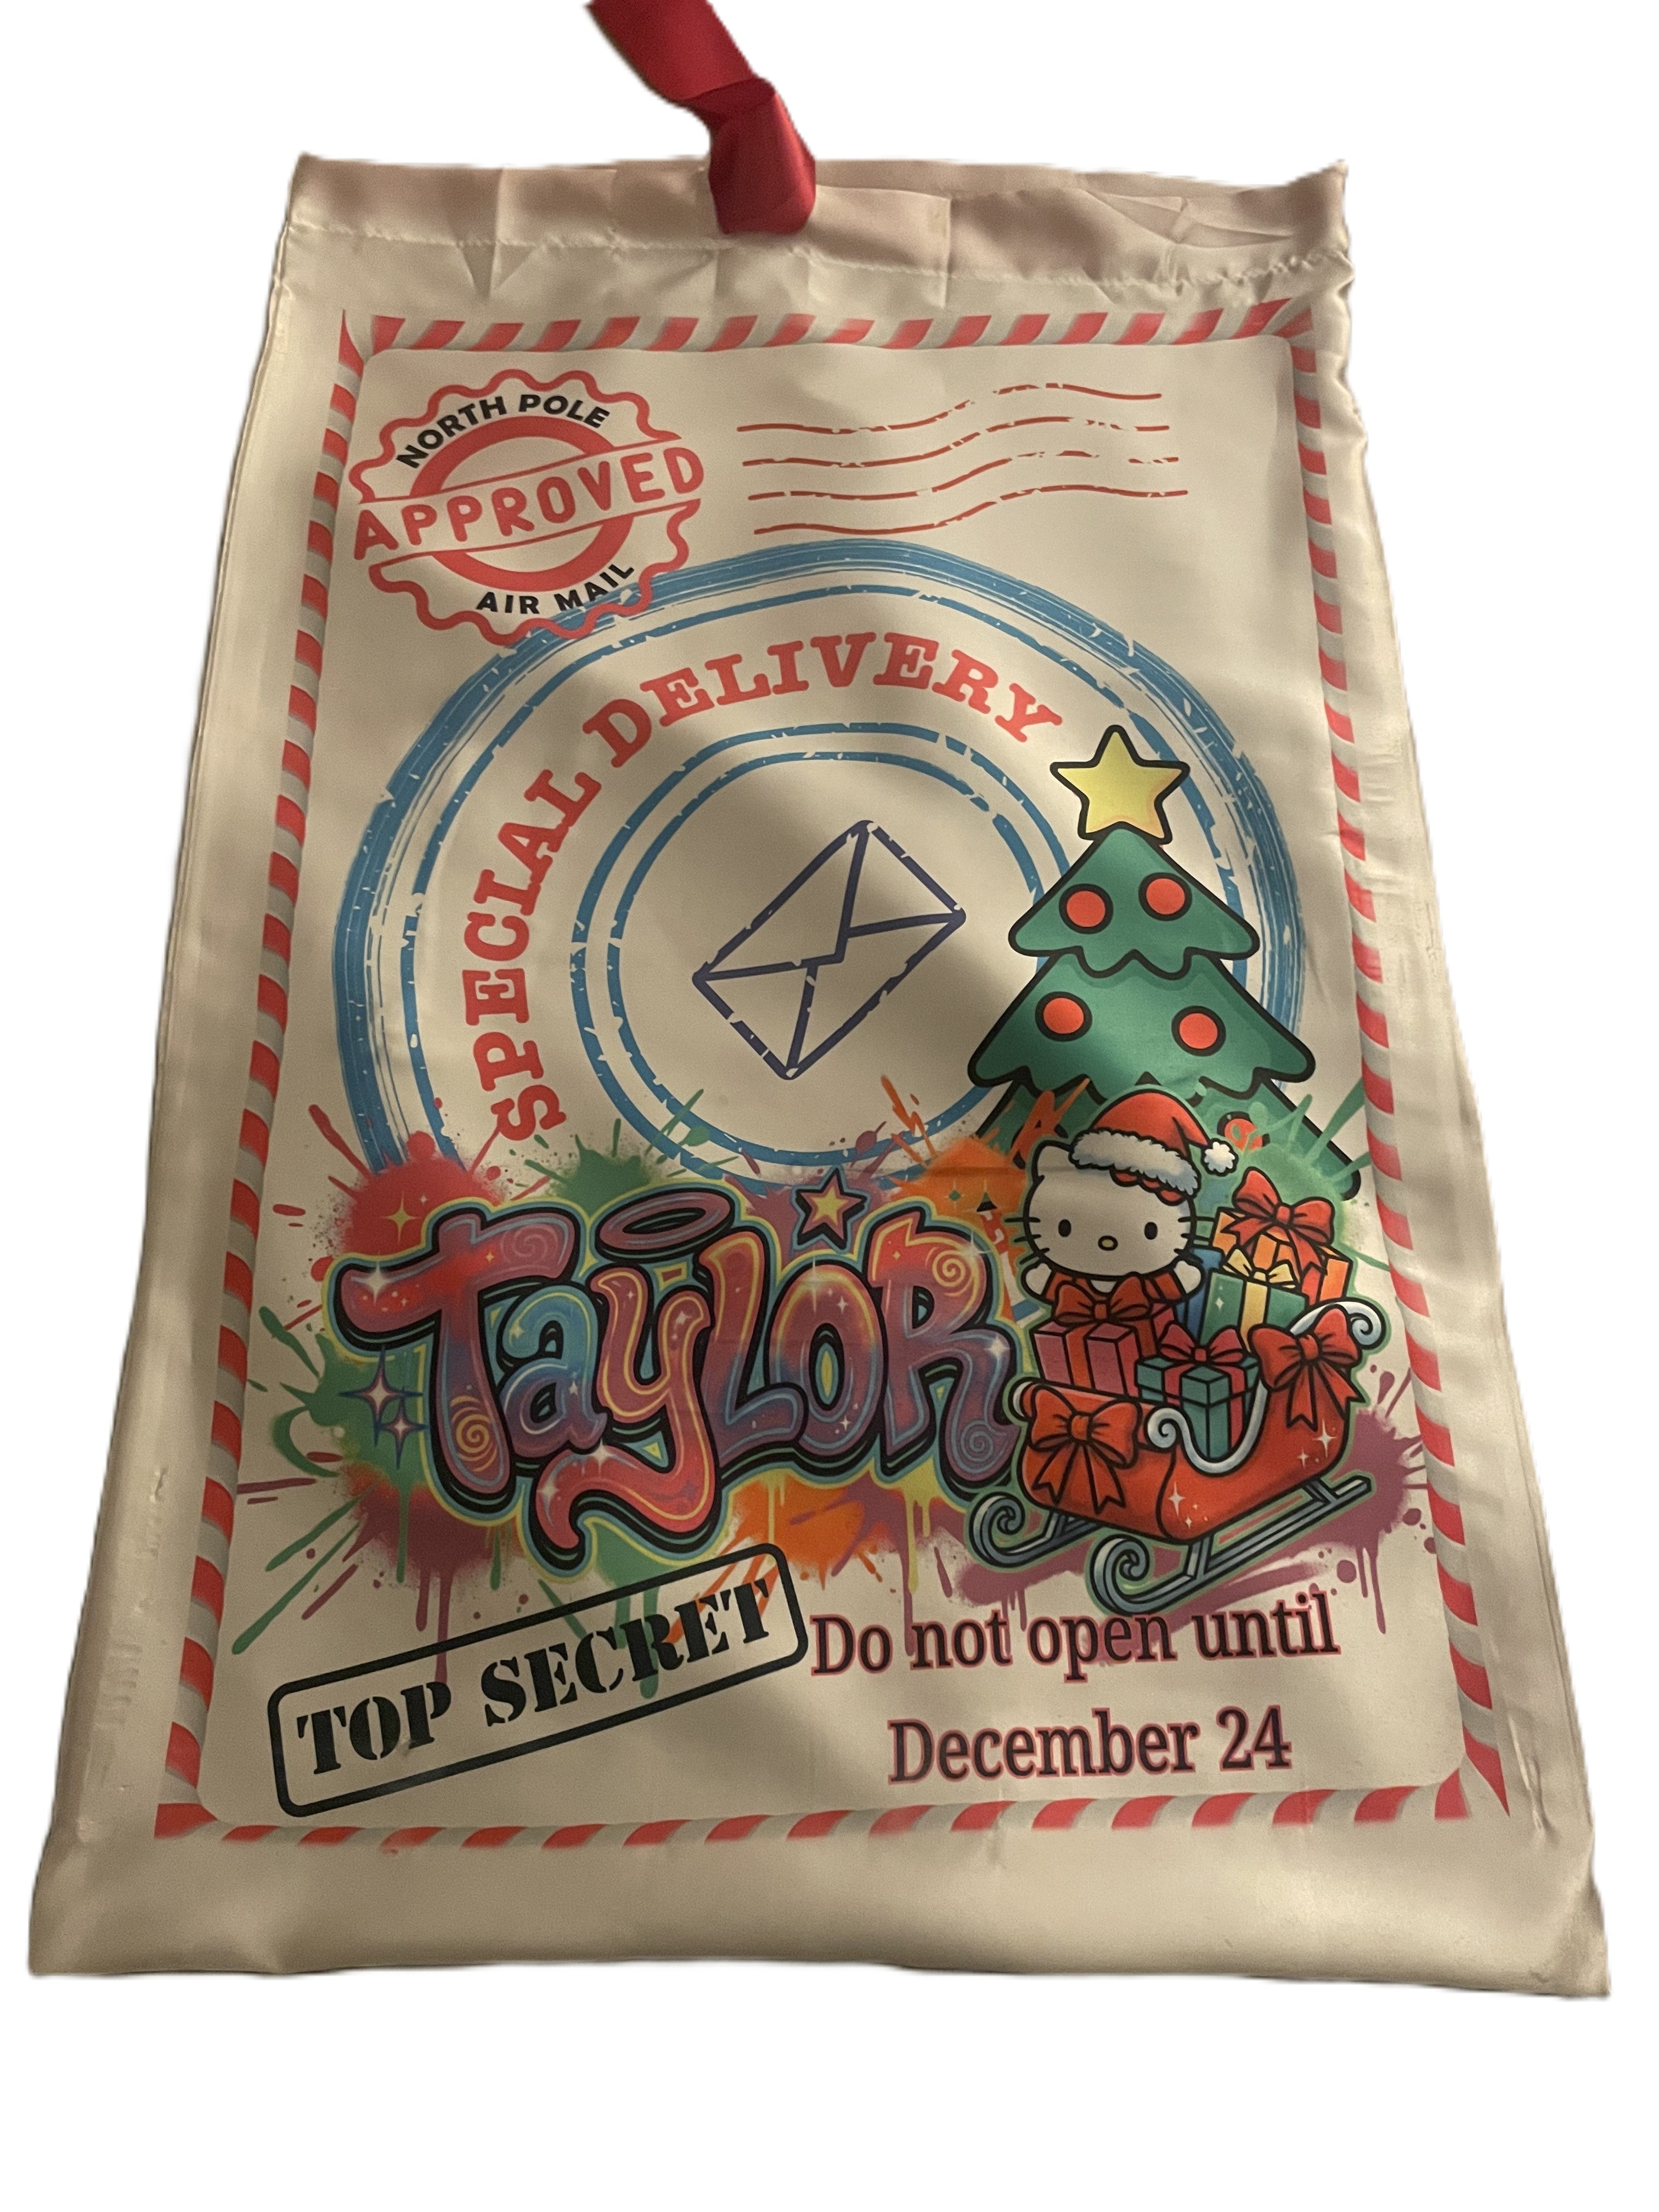 NORTH POLE
APPROVED
AIR MAIL
SPECIAL DELIVERY
TayLOR
TOP SECRET
Do not open until
December 24